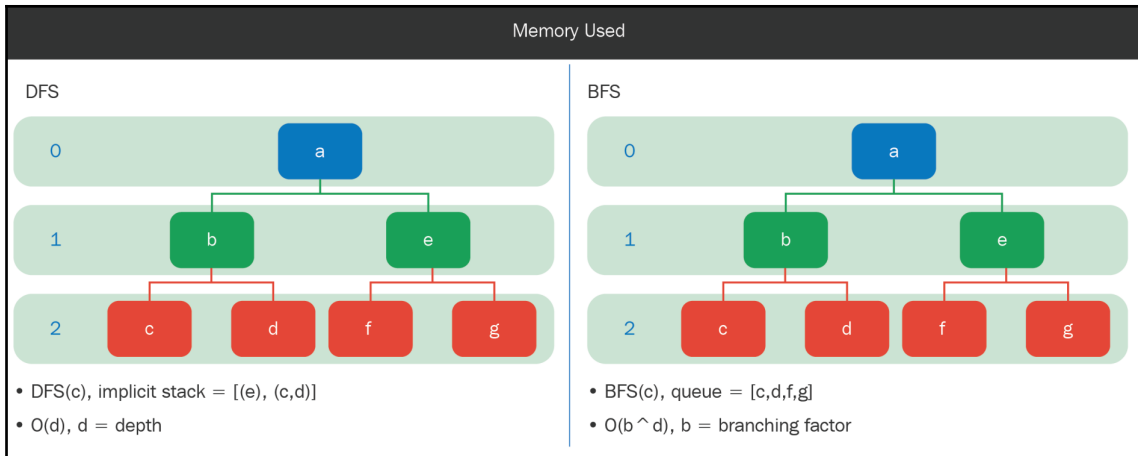 Memory Used
DFS
0
a
1
b e
2
c d f g
• DFS(c), implicit stack = [(e), (c,d)]
• O(d), d = depth
BFS
0
a
1
b e
2
c d f g
• BFS(c), queue = [c,d,f,g]
• O(b^d), b = branching factor